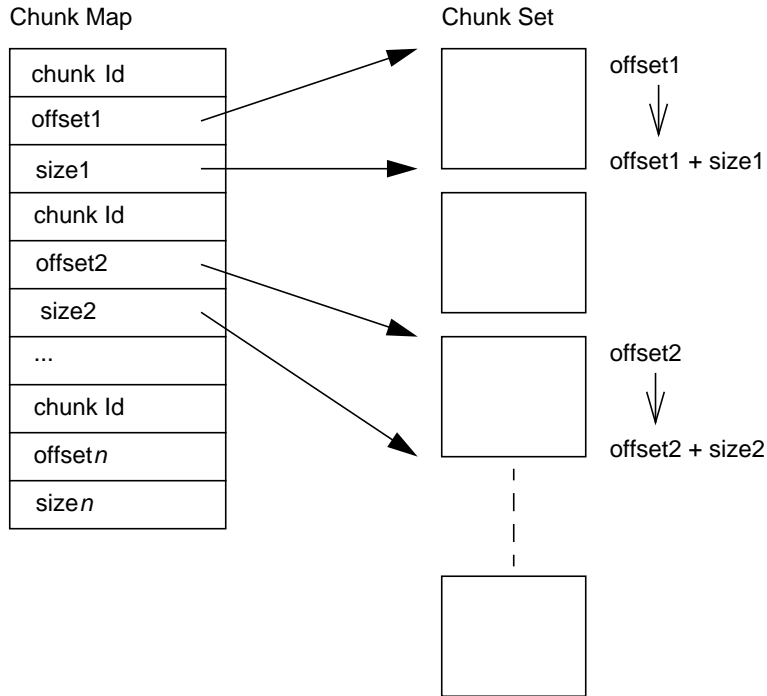 Chunk Map
chunk Id
offset1
size1
chunk Id
offset2
size2
...
chunk Id
offsetn
sizen
Chunk Set
offset1
offset1 + size1
offset2
offset2 + size2